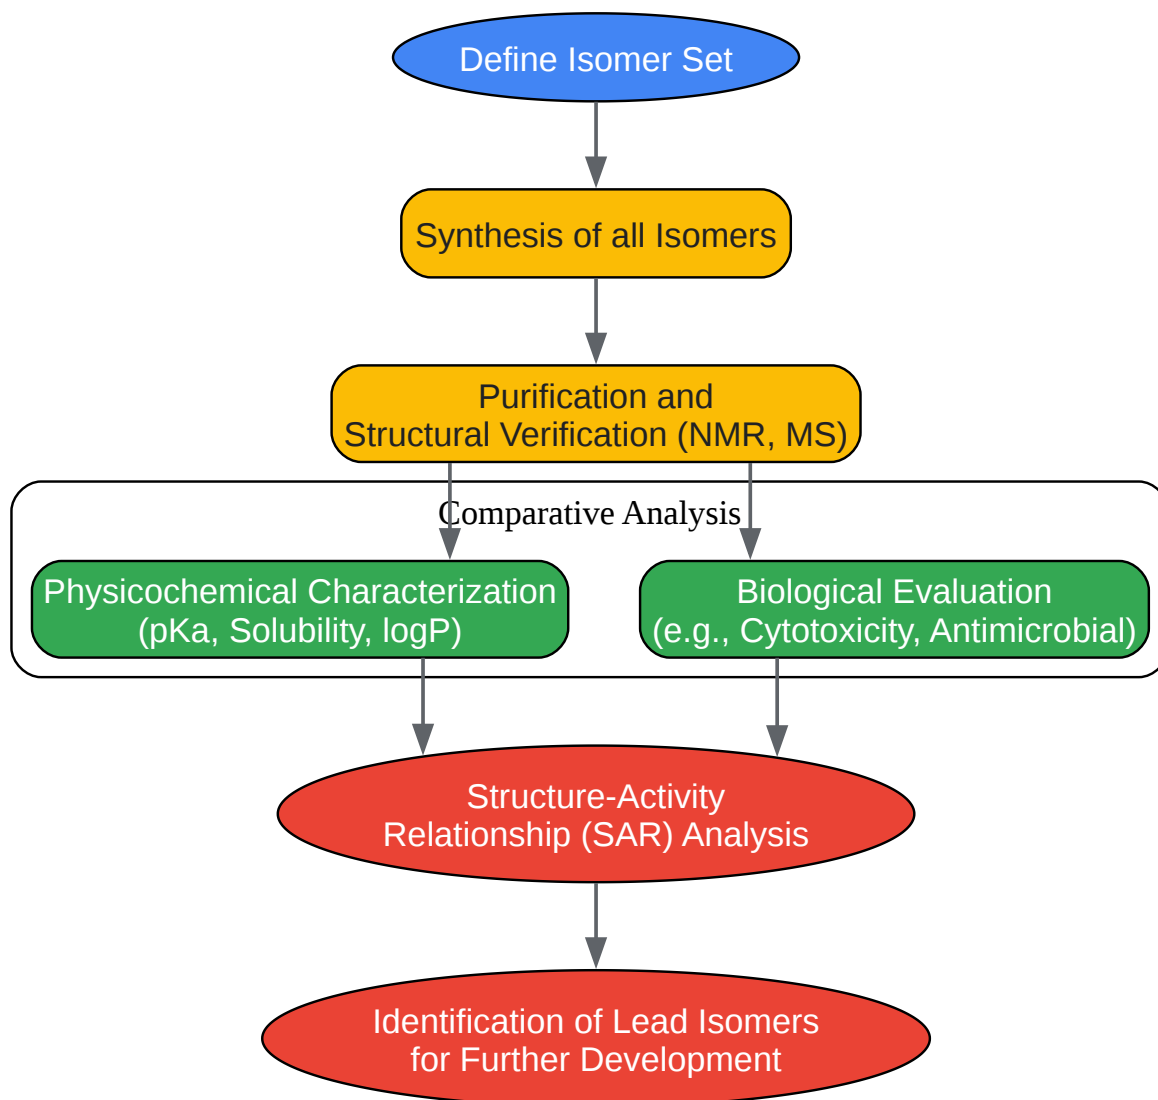 Define Isomer Set
Synthesis of all Isomers
Purification and
Structural Verification (NMR, MS)
Comparative Analysis
Physicochemical Characterization
(pKa, Solubility, logP)
Biological Evaluation
(e.g., Cytotoxicity, Antimicrobial)
Structure-Activity
Relationship (SAR) Analysis
Identification of Lead Isomers
for Further Development